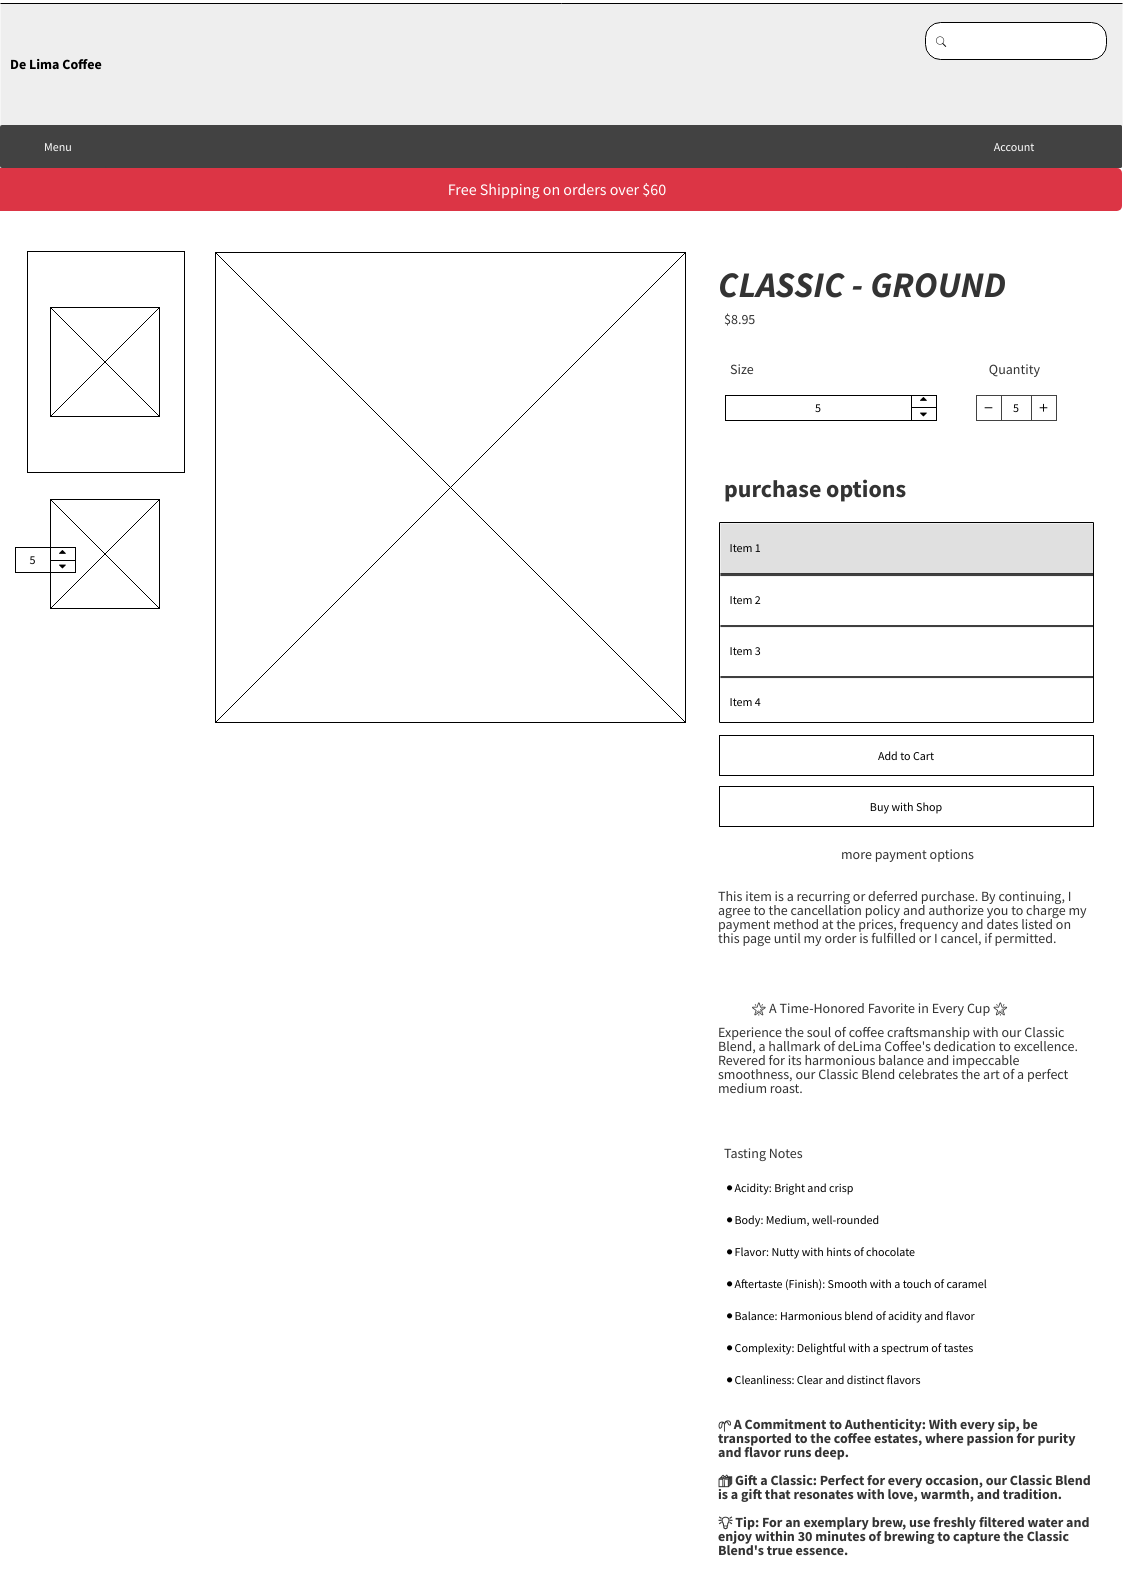 De Lima Coffee
Menu
Account
Free Shipping on orders over $60
CLASSIC - GROUND
$8.95
Size
Quantity
5
5
purchase options
Item 1
Item 2
Item 3
Item 4
5
Add to Cart
Buy with Shop
more payment options
This item is a recurring or deferred purchase. By continuing, I
agree to the cancellation policy and authorize you to charge my
payment method at the prices, frequency and dates listed on
this page until my order is fulfilled or I cancel, if permitted.
A Time-Honored Favorite in Every Cup
Experience the soul of coffee craftsmanship with our Classic
Blend, a hallmark of deLima Coffee's dedication to excellence.
Revered for its harmonious balance and impeccable
smoothness, our Classic Blend celebrates the art of a perfect
medium roast.
Tasting Notes
Acidity: Bright and crisp
Body: Medium, well-rounded
Flavor: Nutty with hints of chocolate
Aftertaste (Finish): Smooth with a touch of caramel
Balance: Harmonious blend of acidity and flavor
Complexity: Delightful with a spectrum of tastes
Cleanliness: Clear and distinct flavors
A Commitment to Authenticity: With every sip, be
transported to the coffee estates, where passion for purity
and flavor runs deep.
Gift a Classic: Perfect for every occasion, our Classic Blend
is a gift that resonates with love, warmth, and tradition.
Tip: For an exemplary brew, use freshly filtered water and
enjoy within 30 minutes of brewing to capture the Classic
Blend's true essence.